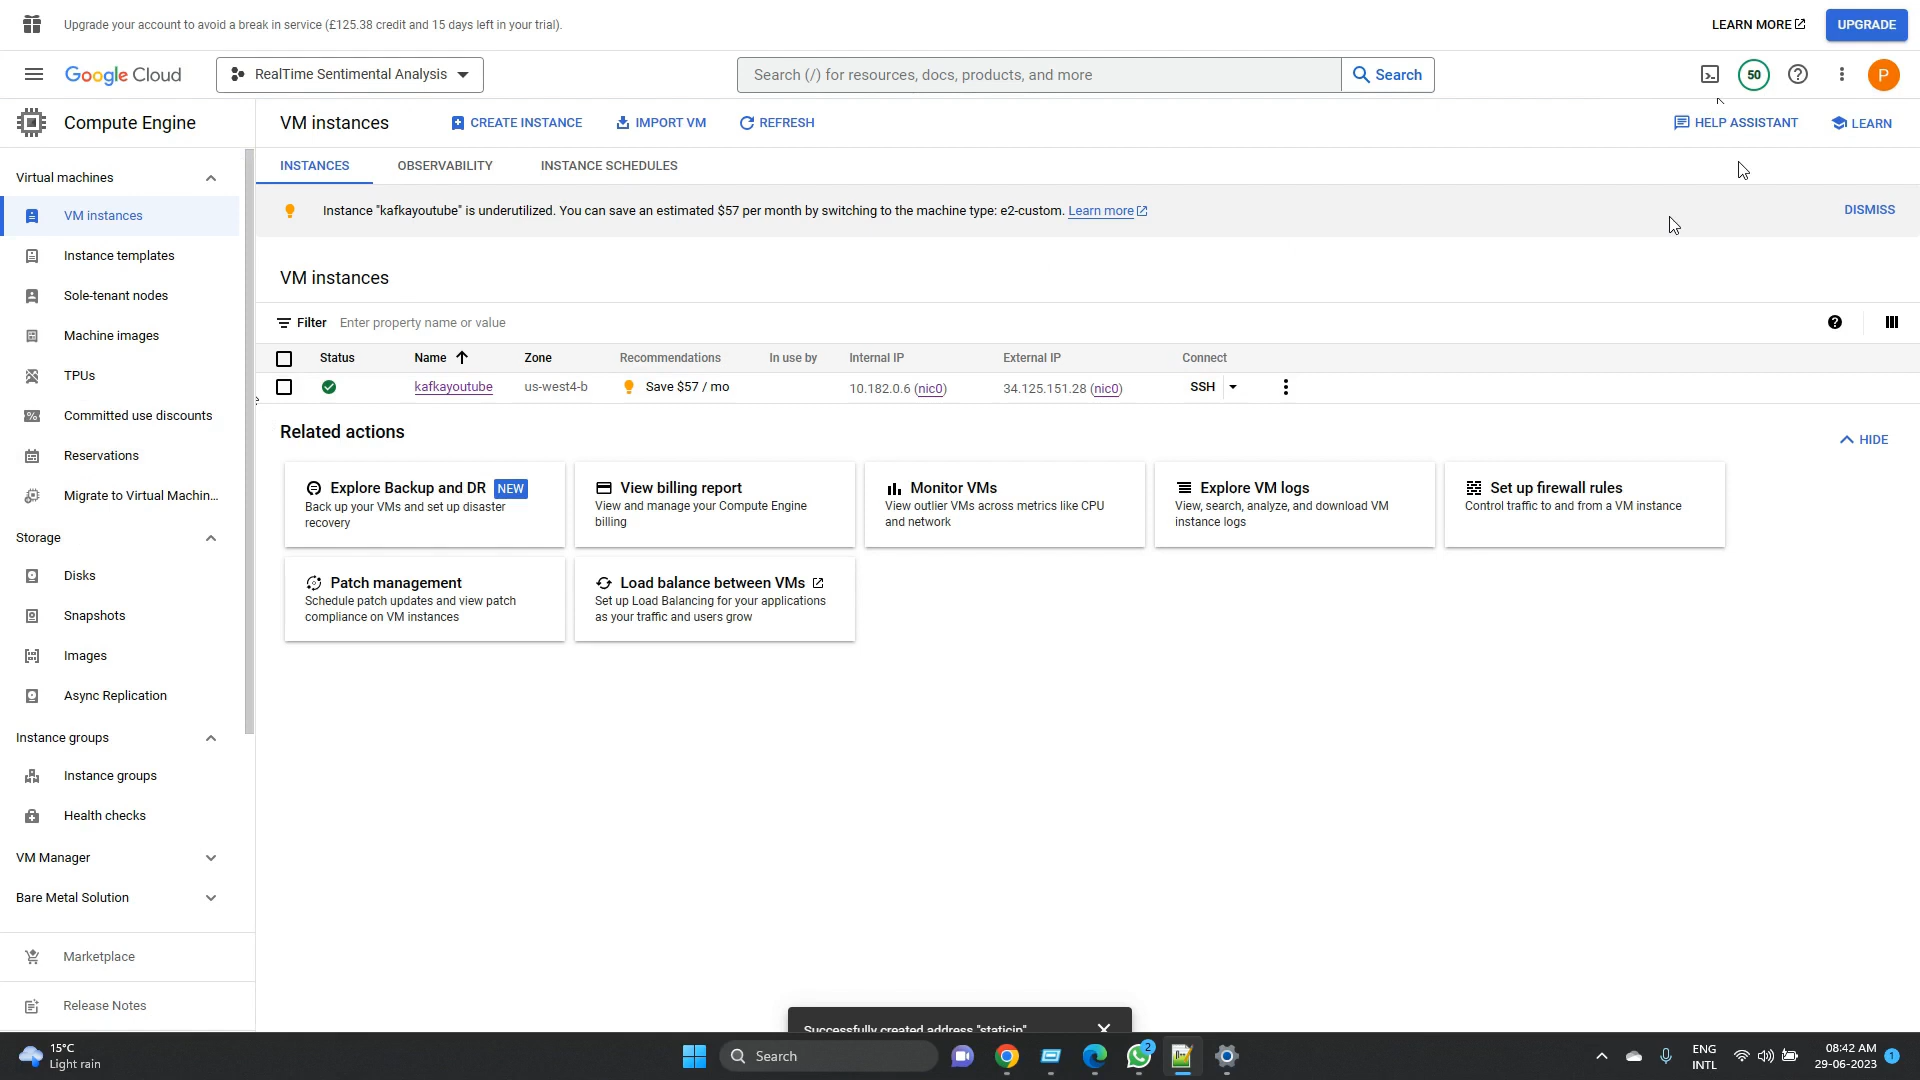 Upgrade your account to avoid a break in service (£125.38 credit and 15 days left in your trial).
LEARN MORE
UPGRADE
Google Cloud
RealTime Sentimental Analysis
Search (/) for resources, docs, products, and more
Search
50
P
Compute Engine
VM instances
CREATE INSTANCE
IMPORT VM
REFRESH
HELP ASSISTANT
LEARN
INSTANCES
OBSERVABILITY
INSTANCE SCHEDULES
Instance "kafkayoutube" is underutilized. You can save an estimated $57 per month by switching to the machine type: e2-custom. Learn more
DISMISS
Virtual machines
VM instances
Instance templates
Sole-tenant nodes
Machine images
TPUs
Committed use discounts
Reservations
Migrate to Virtual Machin...
Storage
Disks
Snapshots
Images
Async Replication
Instance groups
Instance groups
Health checks
VM Manager
Bare Metal Solution
Marketplace
Release Notes
VM instances
Filter Enter property name or value
Status Name Zone Recommendations In use by Internal IP External IP Connect
kafkayoutube us-west4-b Save $57 / mo 10.182.0.6 (nic0) 34.125.151.28 (nic0) SSH
Related actions
HIDE
Explore Backup and DR NEW
Back up your VMs and set up disaster
recovery
View billing report
View and manage your Compute Engine
billing
Monitor VMs
View outlier VMs across metrics like CPU
and network
Explore VM logs
View, search, analyze, and download VM
instance logs
Set up firewall rules
Control traffic to and from a VM instance
Patch management
Schedule patch updates and view patch
compliance on VM instances
Load balance between VMs
Set up Load Balancing for your applications
as your traffic and users grow
Successfully created address "staticip"
15°C
Light rain
Search
2
ENG
INTL
08:42 AM
29-06-2023
1